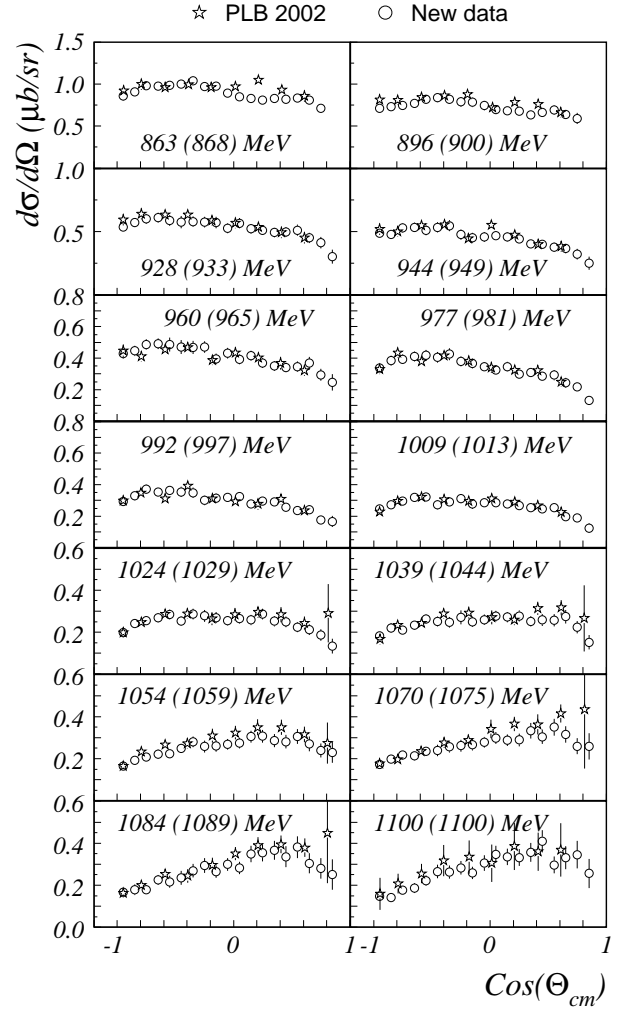 PLB 2002 New data
dσ/dΩ (μb/sr)
1.5
1.0
0.5
863 (868) MeV 896 (900) MeV
1.0
0.5
928 (933) MeV 944 (949) MeV
0.8
0.6
0.4
0.2
960 (965) MeV 977 (981) MeV
0.8
0.6
0.4
0.2
992 (997) MeV 1009 (1013) MeV
0.6
0.4
0.2
1024 (1029) MeV 1039 (1044) MeV
0.6
0.4
0.2
1054 (1059) MeV 1070 (1075) MeV
0.6
0.4
0.2
0.0
1084 (1089) MeV 1100 (1100) MeV
-1 0 1 -1 0 1
Cos(Θcm)